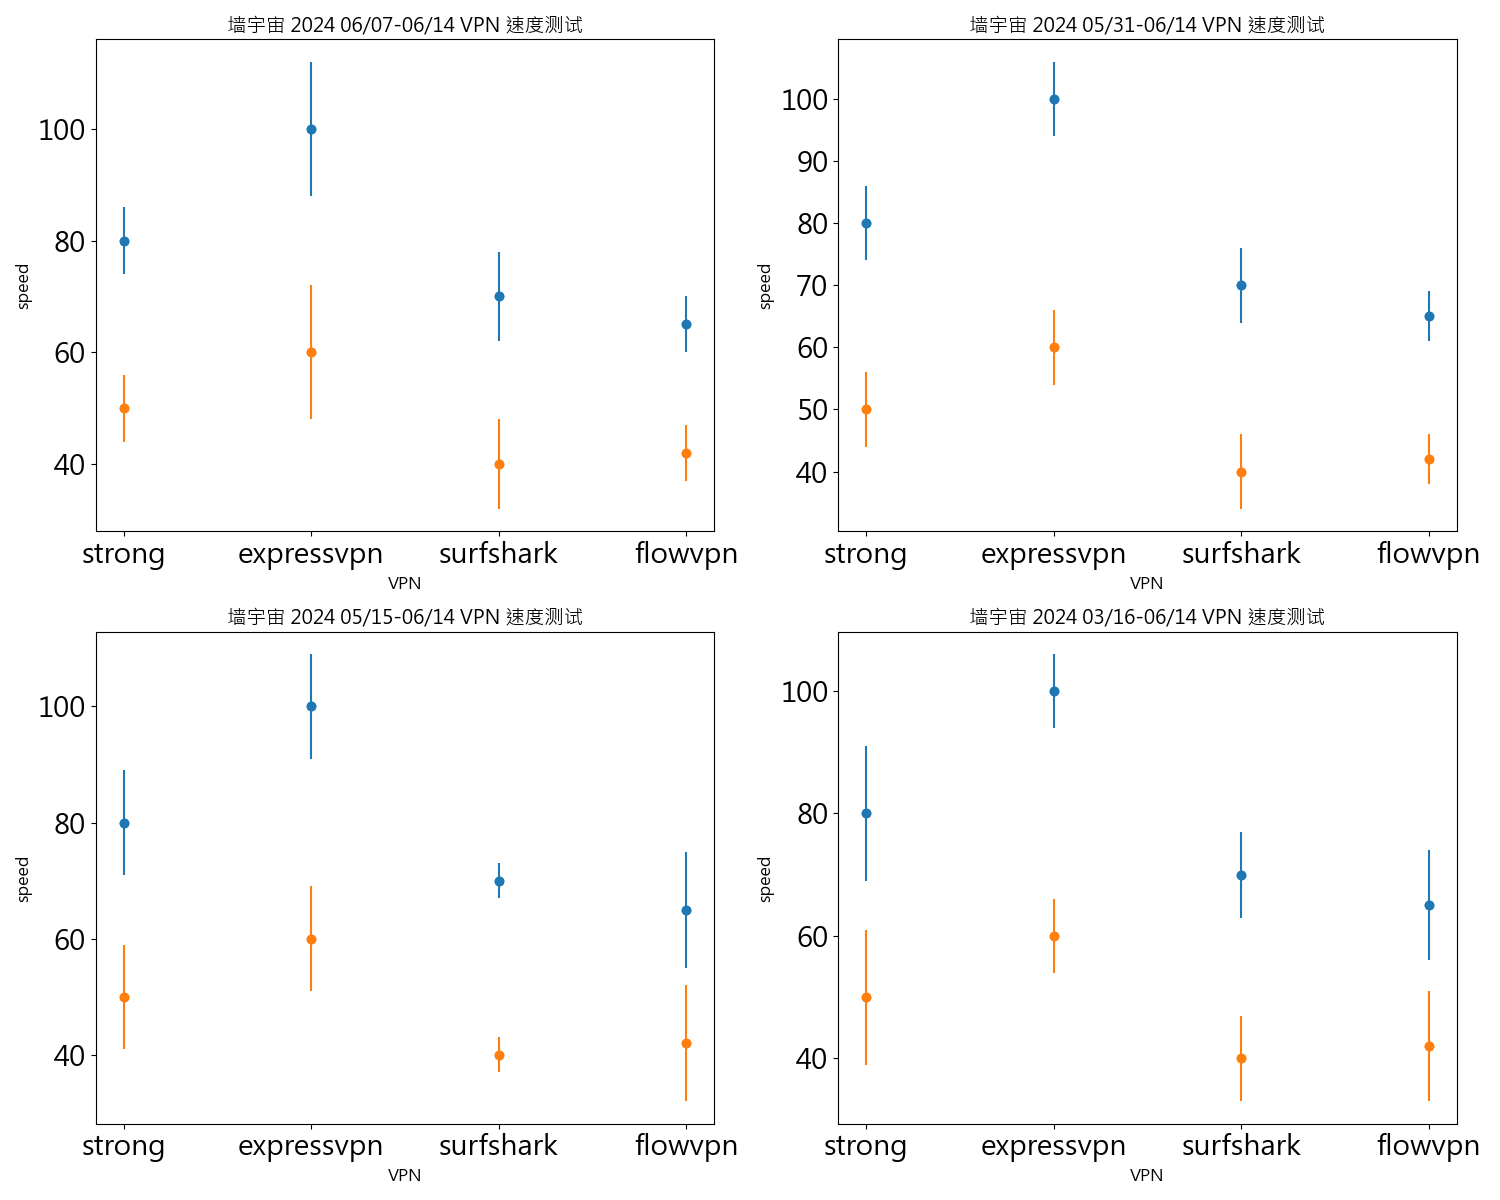 墙宇宙 2024 06/07-06/14 VPN 速度测试
100
80
60
40
speed
strong expressvpn surfshark flowvpn
VPN
墙宇宙 2024 05/31-06/14 VPN 速度测试
100
90
80
70
60
50
40
speed
strong expressvpn surfshark flowvpn
VPN
墙宇宙 2024 05/15-06/14 VPN 速度测试
100
80
60
40
speed
strong expressvpn surfshark flowvpn
VPN
墙宇宙 2024 03/16-06/14 VPN 速度测试
100
80
60
40
speed
strong expressvpn surfshark flowvpn
VPN